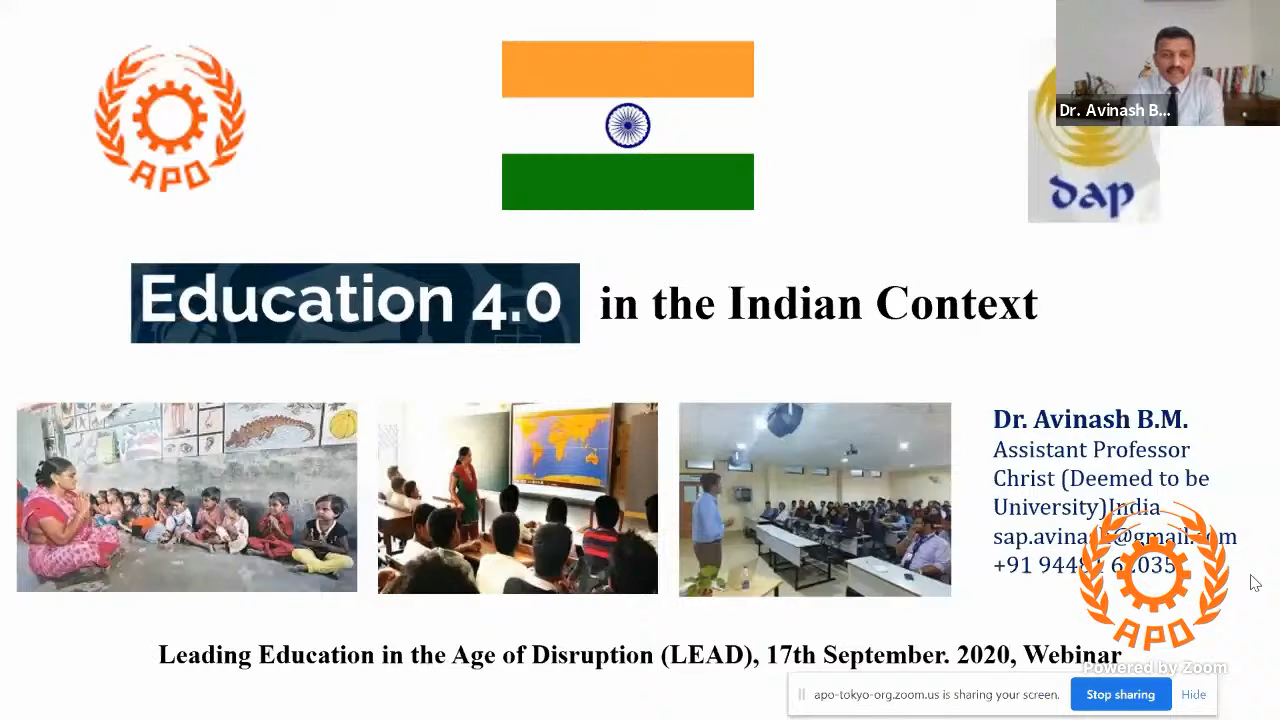 APO
Dr. Avinash B...
dap
Education 4.0 in the Indian Context
Dr. Avinash B.M.
Assistant Professor
Christ (Deemed to be
University)India
APO
Powered by Zoom
Leading Education in the Age of Disruption (LEAD), 17th September. 2020, Webinar
apo-tokyo-org.zoom.us is sharing your screen.
Stop sharing
Hide